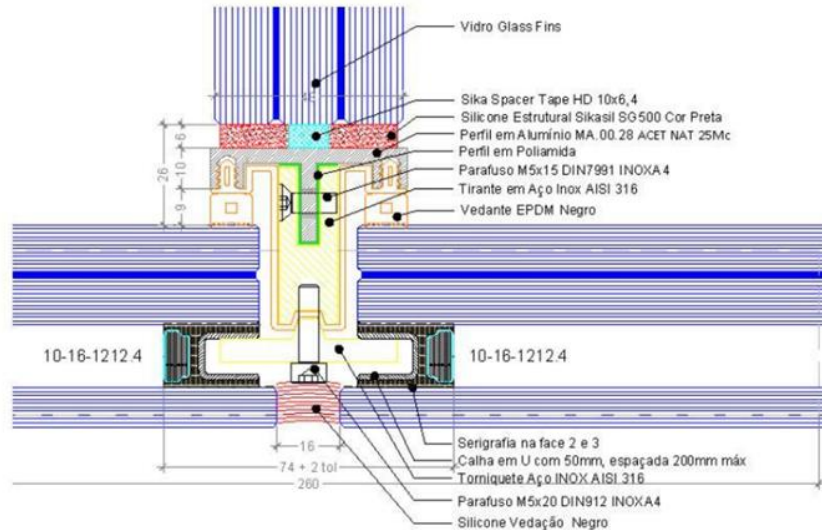 Vidro Glass Fins
Sika Spacer Tape HD 10x6,4
Silicone Estrutural Sikasil SG500 Cor Preta
Perfil em Alumínio MA.00.28 ACET NAT 25Mc
Perfil em Poliamida
Parafuso M5x15 DIN7991 INOXA4
Tirante em Aço Inox AISI 316
Vedante EPDM Negro
26
6
10
9
10-16-1212.4
10-16-1212.4
Serigrafia na face 2 e 3
16
Calha em U com 50mm, espaçada 200mm máx
74 + 2 tol
Torniquete Aço INOX AISI 316
260
Parafuso M5x20 DIN912 INOXA4
Silicone Vedação Negro